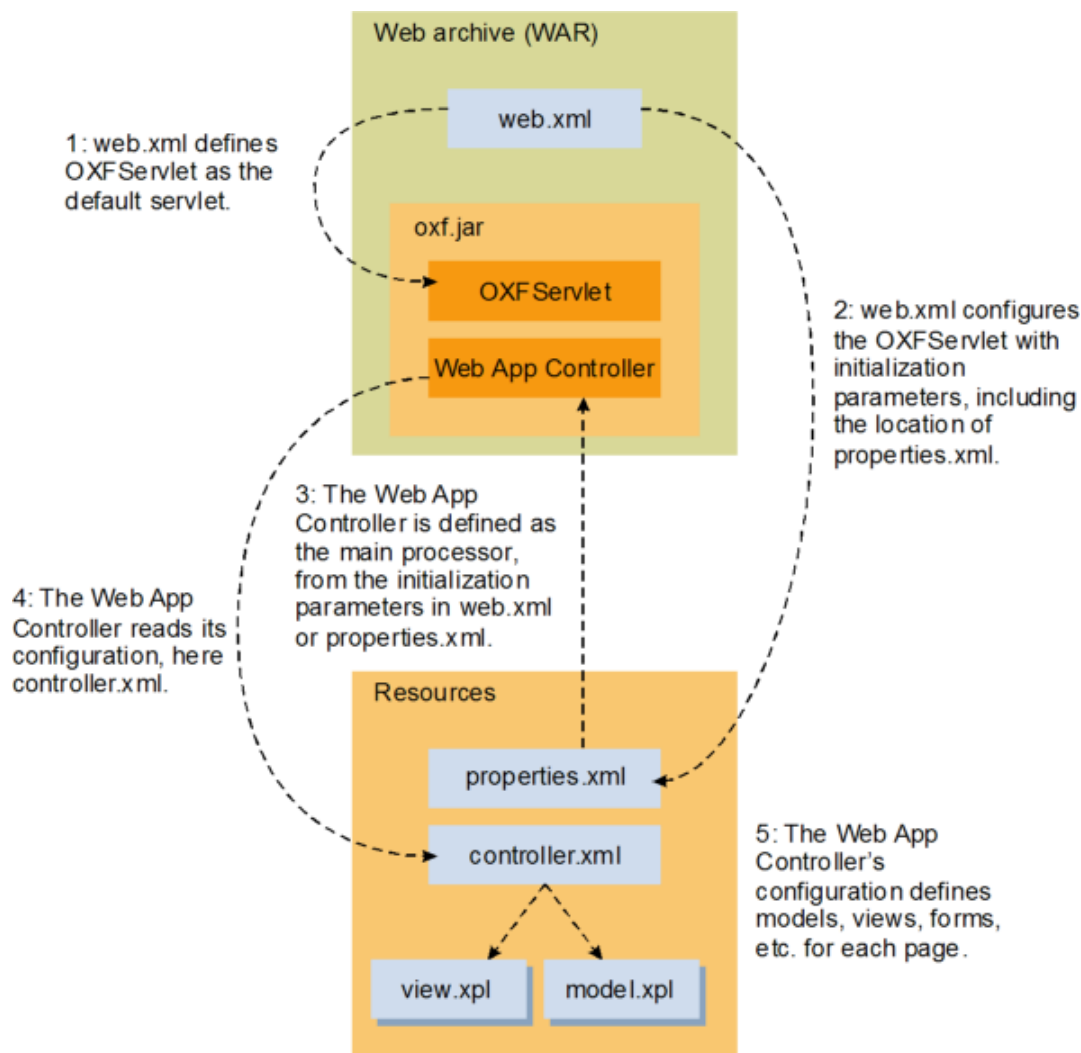 Web archive (WAR)
web.xml
1: web.xml defines
OXFServlet as the
default servlet.
oxf.jar
OXFServlet
Web App Controller
2: web.xml configures
the OXFServlet with
initialization
parameters, including
the location of
properties.xml.
3: The Web App
Controller is defined as
the main processor,
from the initialization
parameters in web.xml
or properties.xml.
4: The Web App
Controller reads its
configuration, here
controller.xml.
Resources
properties.xml
controller.xml
5: The Web App
Controller’s
configuration defines
models, views, forms,
etc. for each page.
view.xpl
model.xpl